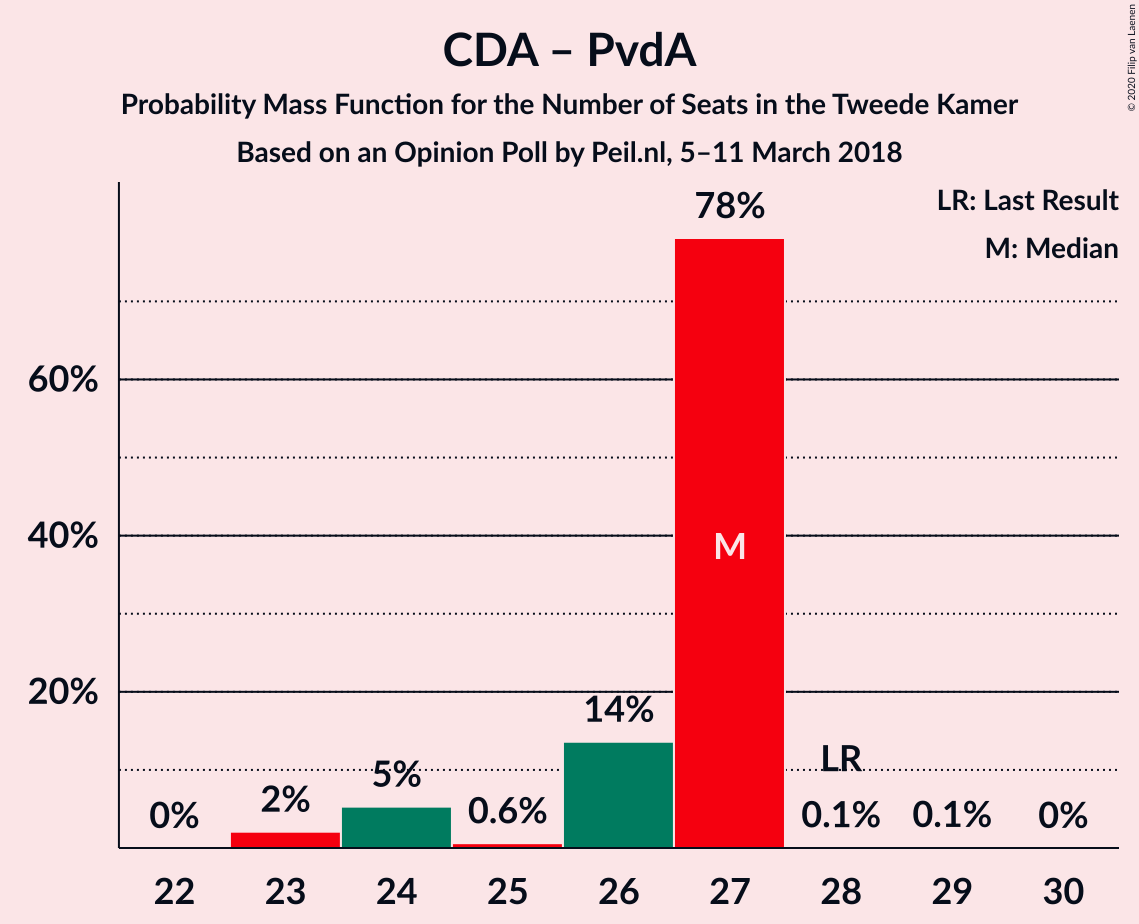 CDA – PvdA
Probability Mass Function for the Number of Seats in the Tweede Kamer
Based on an Opinion Poll by Peil.nl, 5–11 March 2018
© 2020 Filip van Laenen
LR: Last Result
M: Median
78%
60%
40%
M
20%
14%
LR
5%
2%
0.6%
0%
0.1%
0.1%
0%
22 23 24 25 26 27 28 29 30